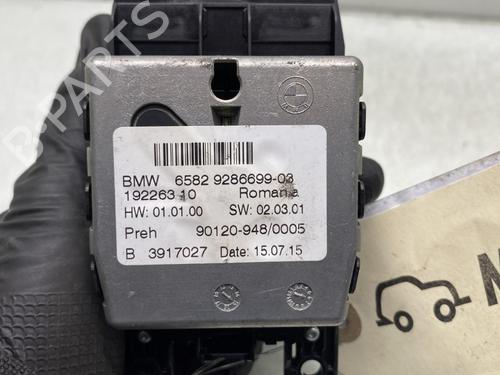 B-PARTS
BMW 6582 9286699-03
192263 10 Romania
HW: 01.01.00 SW: 02.03.01
Preh 90120-948/0005
B 3917027 Date: 15.07.15
M